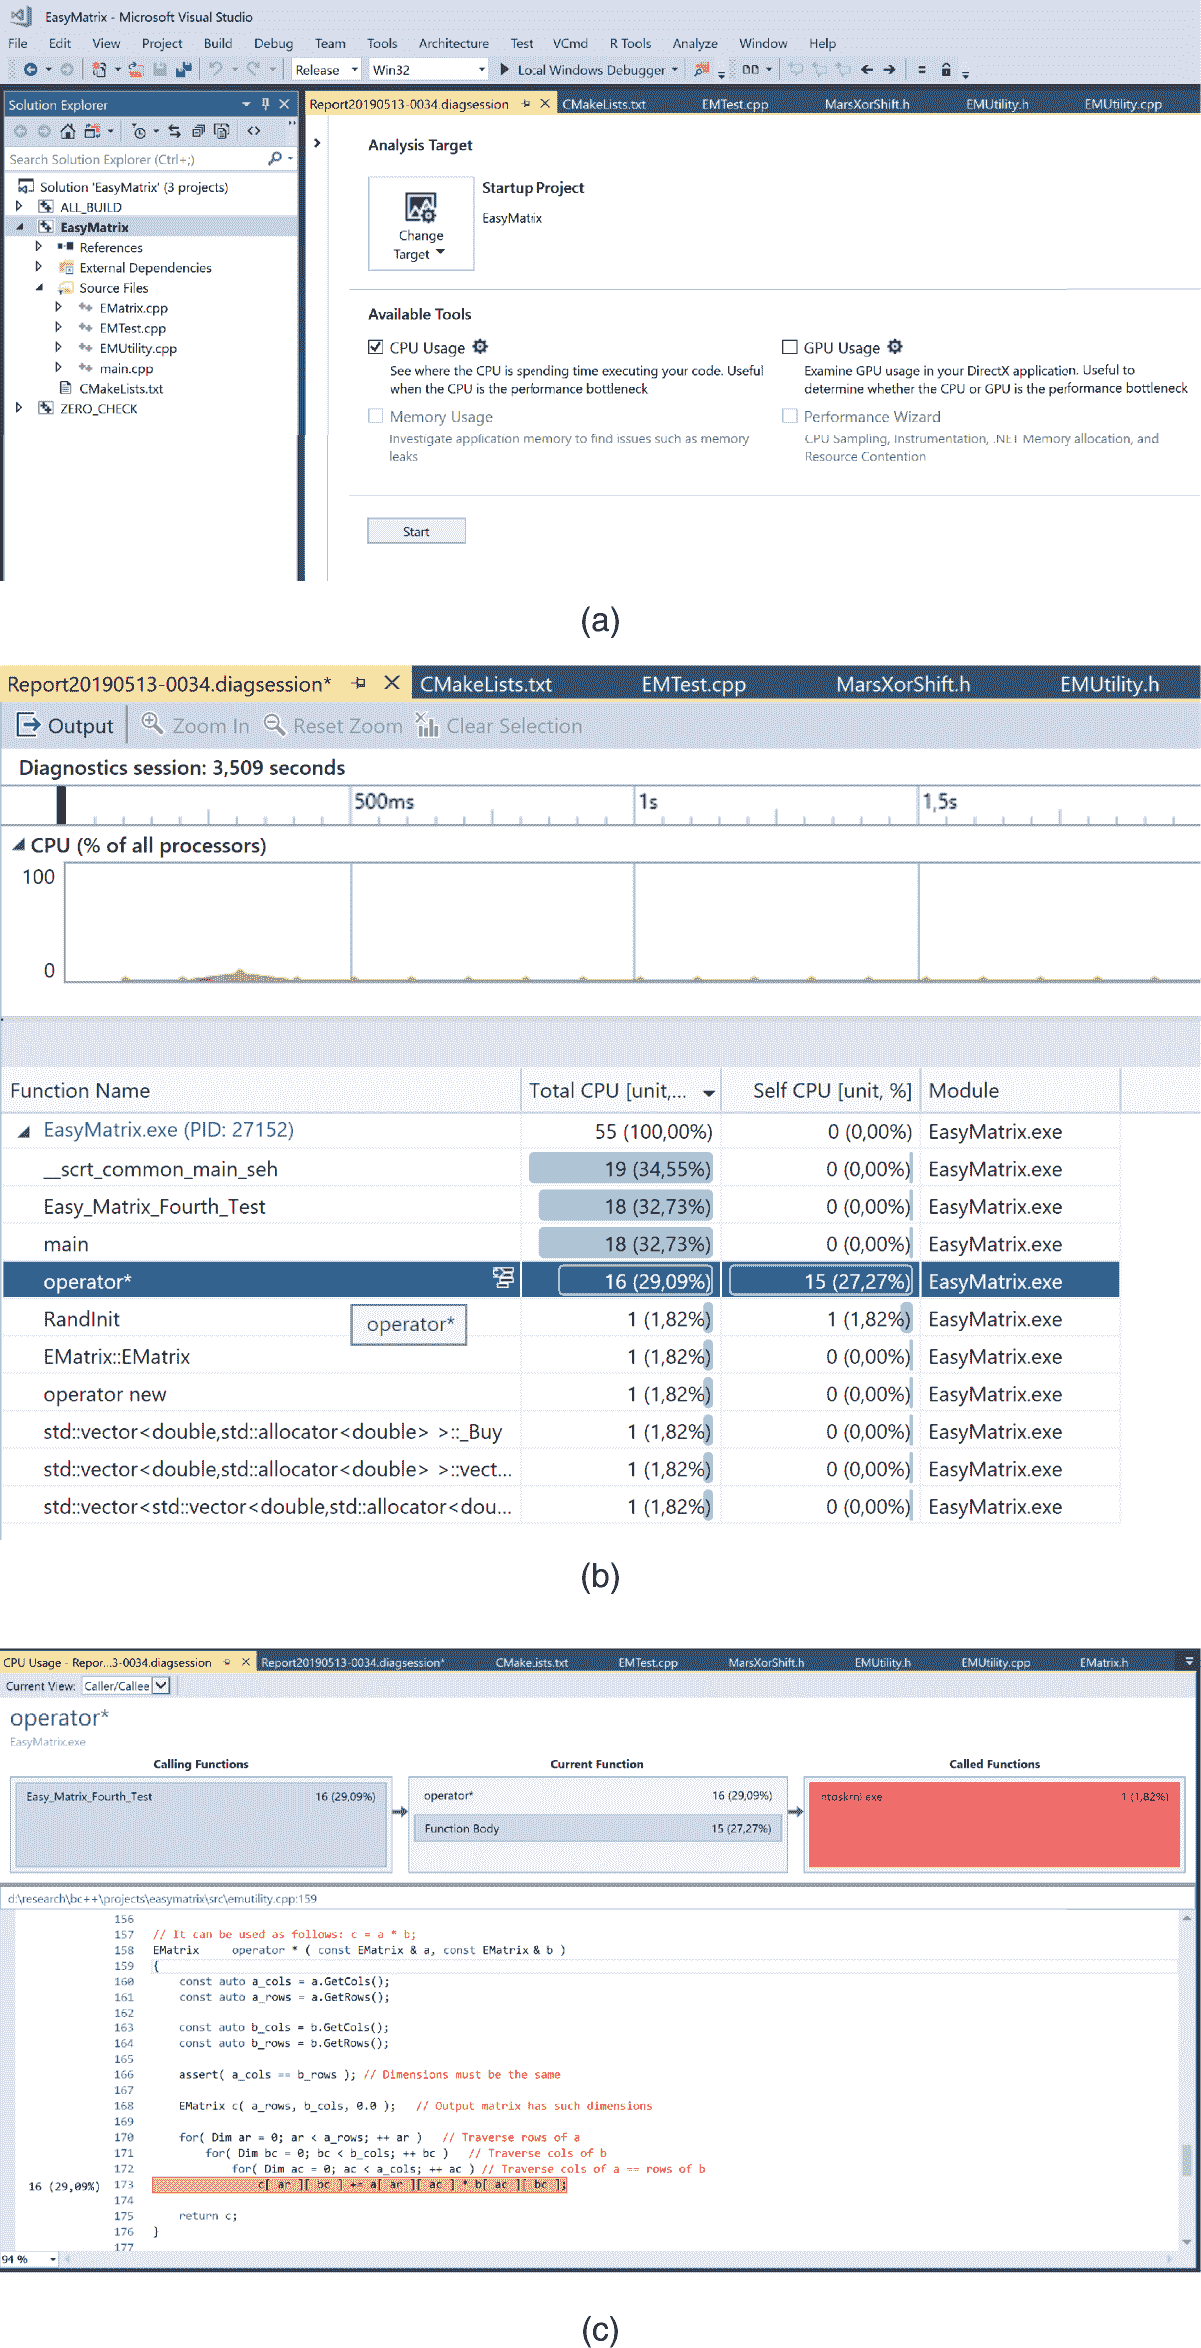 EasyMatrix - Microsoft Visual Studio
File Edit View Project Build Debug Team Tools Architecture Test VCmd R Tools Analyze Window Help
Release Win32 Local Windows Debugger
Solution Explorer
Report20190513-0034.diagsession CMakeLists.txt EMTest.cpp MarsXorShift.h EMUtility.h EMUtility.cpp
Search Solution Explorer (Ctrl+;)
Solution 'EasyMatrix' (3 projects)
ALL_BUILD
EasyMatrix
References
External Dependencies
Source Files
EMatrix.cpp
EMTest.cpp
EMUtility.cpp
main.cpp
CMakeLists.txt
ZERO_CHECK
Analysis Target
Change
Target
Startup Project
EasyMatrix
Available Tools
CPU Usage
See where the CPU is spending time executing your code. Useful
when the CPU is the performance bottleneck
GPU Usage
Examine GPU usage in your DirectX application. Useful to
determine whether the CPU or GPU is the performance bottleneck
Memory Usage
Investigate application memory to find issues such as memory
leaks
Performance Wizard
CPU Sampling, Instrumentation, .NET Memory allocation, and
Resource Contention
Start
(a)
Report20190513-0034.diagsession* CMakeLists.txt EMTest.cpp MarsXorShift.h EMUtility.h
Output Zoom In Reset Zoom Clear Selection
Diagnostics session: 3,509 seconds
500ms 1s 1,5s
CPU (% of all processors)
100
0
Function Name Total CPU [unit,... Self CPU [unit, %] Module
EasyMatrix.exe (PID: 27152) 55 (100,00%) 0 (0,00%) EasyMatrix.exe
__scrt_common_main_seh 19 (34,55%) 0 (0,00%) EasyMatrix.exe
Easy_Matrix_Fourth_Test 18 (32,73%) 0 (0,00%) EasyMatrix.exe
main 18 (32,73%) 0 (0,00%) EasyMatrix.exe
operator* 16 (29,09%) 15 (27,27%) EasyMatrix.exe
RandInit 1 (1,82%) 1 (1,82%) EasyMatrix.exe
operator*
EMatrix::EMatrix 1 (1,82%) 0 (0,00%) EasyMatrix.exe
operator new 1 (1,82%) 0 (0,00%) EasyMatrix.exe
std::vector<double,std::allocator<double> >::_Buy 1 (1,82%) 0 (0,00%) EasyMatrix.exe
std::vector<double,std::allocator<double> >::vect... 1 (1,82%) 0 (0,00%) EasyMatrix.exe
std::vector<std::vector<double,std::allocator<dou... 1 (1,82%) 0 (0,00%) EasyMatrix.exe
(b)
CPU Usage - Repor...3-0034.diagsession Report20190513-0034.diagsession* CMakeLists.txt EMTest.cpp MarsXorShift.h EMUtility.h EMUtility.cpp EMatrix.h
Current View: Caller/Callee
operator*
EasyMatrix.exe
Calling Functions Current Function Called Functions
Easy_Matrix_Fourth_Test 16 (29,09%)
operator* 16 (29,09%)
Function Body 15 (27,27%)
ntoskrnl.exe 1 (1,82%)
d:\research\bc++\projects\easymatrix\src\emutility.cpp:159
156
157 // It can be used as follows: c = a * b;
158 EMatrix operator * ( const EMatrix & a, const EMatrix & b )
159 {
160 const auto a_cols = a.GetCols();
161 const auto a_rows = a.GetRows();
162
163 const auto b_cols = b.GetCols();
164 const auto b_rows = b.GetRows();
165
166 assert( a_cols == b_rows ); // Dimensions must be the same
167
168 EMatrix c( a_rows, b_cols, 0.0 ); // Output matrix has such dimensions
169
170 for( Dim ar = 0; ar < a_rows; ++ ar ) // Traverse rows of a
171 for( Dim bc = 0; bc < b_cols; ++ bc ) // Traverse cols of b
172 for( Dim ac = 0; ac < a_cols; ++ ac ) // Traverse cols of a == rows of b
16 (29,09%) 173 c[ ar ][ bc ] += a[ ar ][ ac ] * b[ ac ][ bc ];
174
175 return c;
176 }
177
94 %
(c)